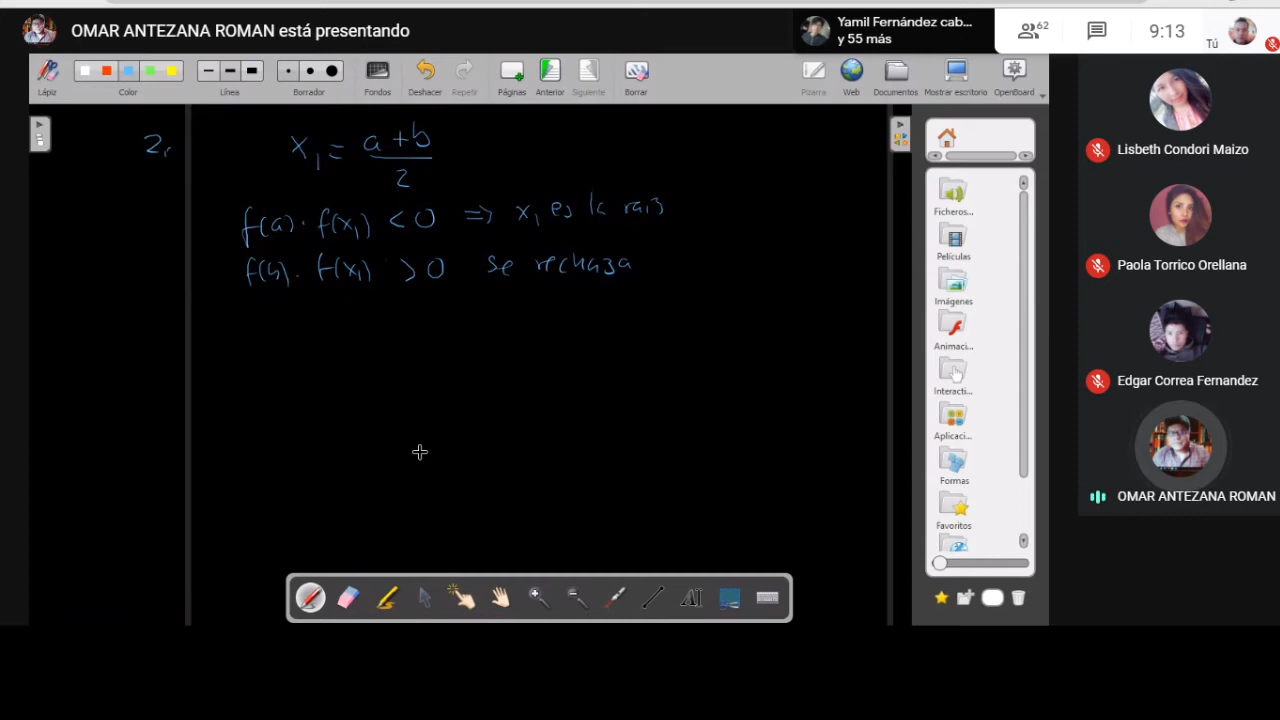 OMAR ANTEZANA ROMAN está presentando
Yamil Fernández cab...
y 55 más
62
9:13
Tú
Lápiz
Color
Línea
Borrador
Fondos
Deshacer
Repetir
Páginas
Anterior
Siguiente
Borrar
Pizarra
Web
Documentos
Mostrar escritorio
OpenBoard
2.
x₁ = a + b / 2
f(a) · f(x₁) < 0 => x₁ es la rais
f(b) · f(x₁) > 0 se rechaza
Ficheros...
Películas
Imágenes
Animaci...
Interacti...
Aplicaci...
Formas
Favoritos
Lisbeth Condori Maizo
Paola Torrico Orellana
Edgar Correa Fernandez
OMAR ANTEZANA ROMAN